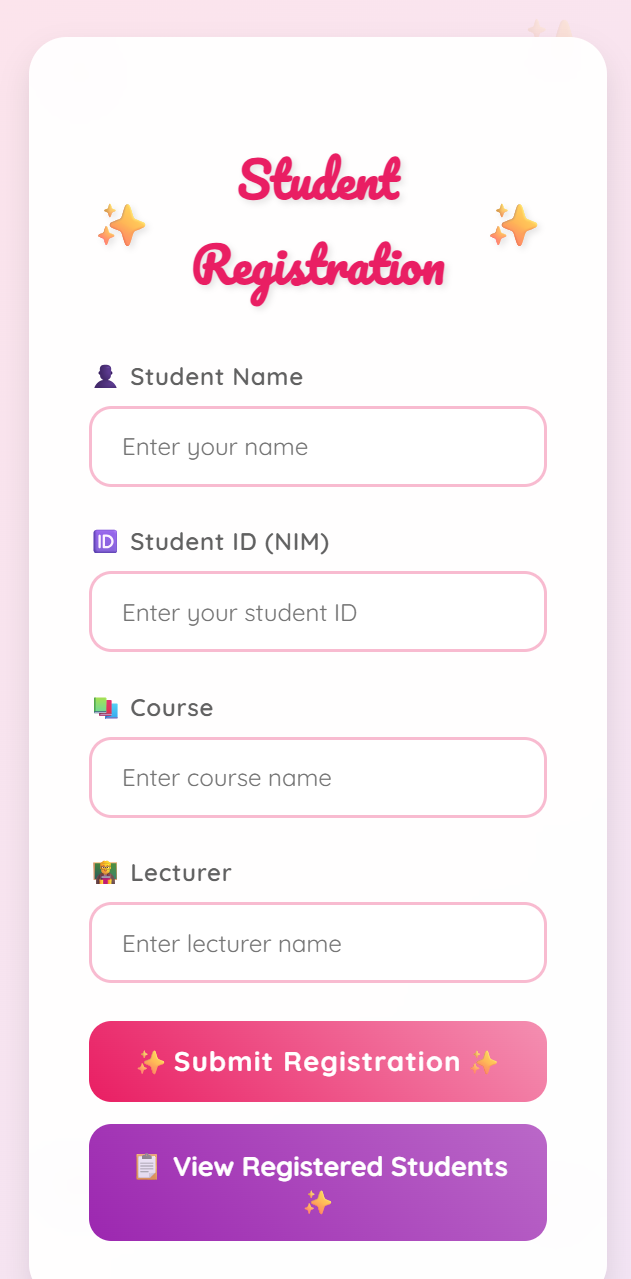 Student
Registration
Student Name
Enter your name
Student ID (NIM)
Enter your student ID
Course
Enter course name
Lecturer
Enter lecturer name
✨ Submit Registration ✨
📋 View Registered Students
✨